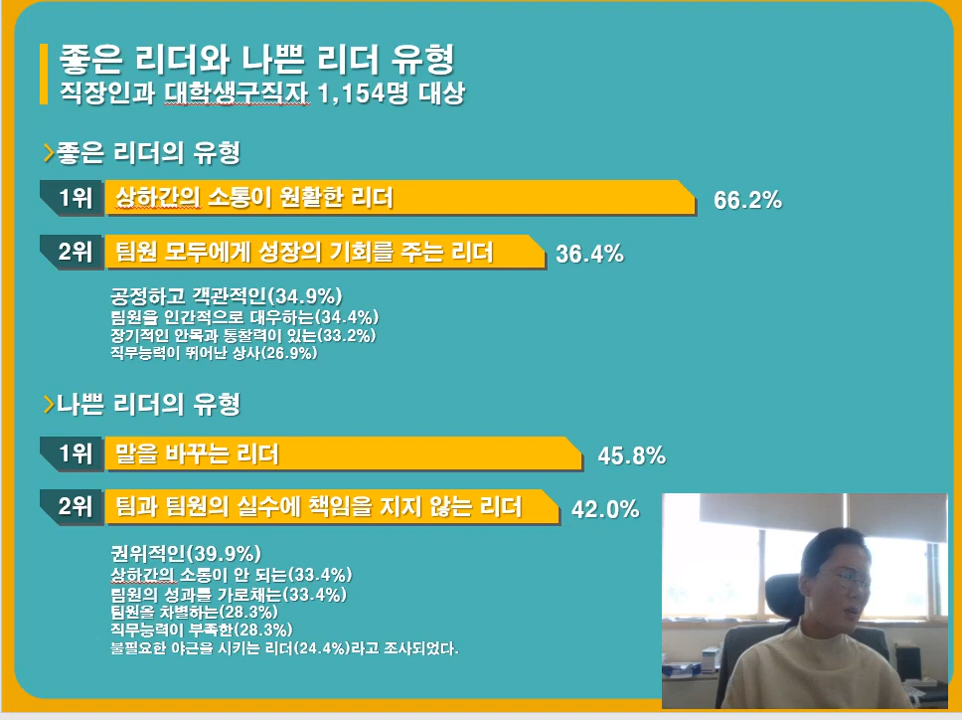 좋은 리더와 나쁜 리더 유형
직장인과 대학생구직자 1,154명 대상
좋은 리더의 유형
1위 상하간의 소통이 원활한 리더 66.2%
2위 팀원 모두에게 성장의 기회를 주는 리더 36.4%
공정하고 객관적인(34.9%)
팀원을 인간적으로 대우하는(34.4%)
장기적인 안목과 통찰력이 있는(33.2%)
직무능력이 뛰어난 상사(26.9%)
나쁜 리더의 유형
1위 말을 바꾸는 리더 45.8%
2위 팀과 팀원의 실수에 책임을 지지 않는 리더 42.0%
권위적인(39.9%)
상하간의 소통이 안 되는(33.4%)
팀원의 성과를 가로채는(33.4%)
팀원을 차별하는(28.3%)
직무능력이 부족한(28.3%)
불필요한 야근을 시키는 리더(24.4%)라고 조사되었다.